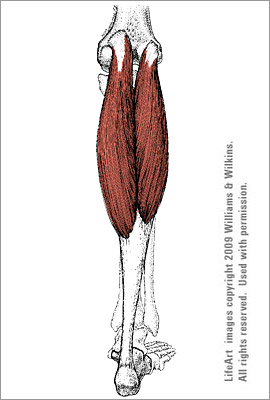 LifeArt images copyright 2009 Williams & Wilkins.
All rights reserved. Used with permission.